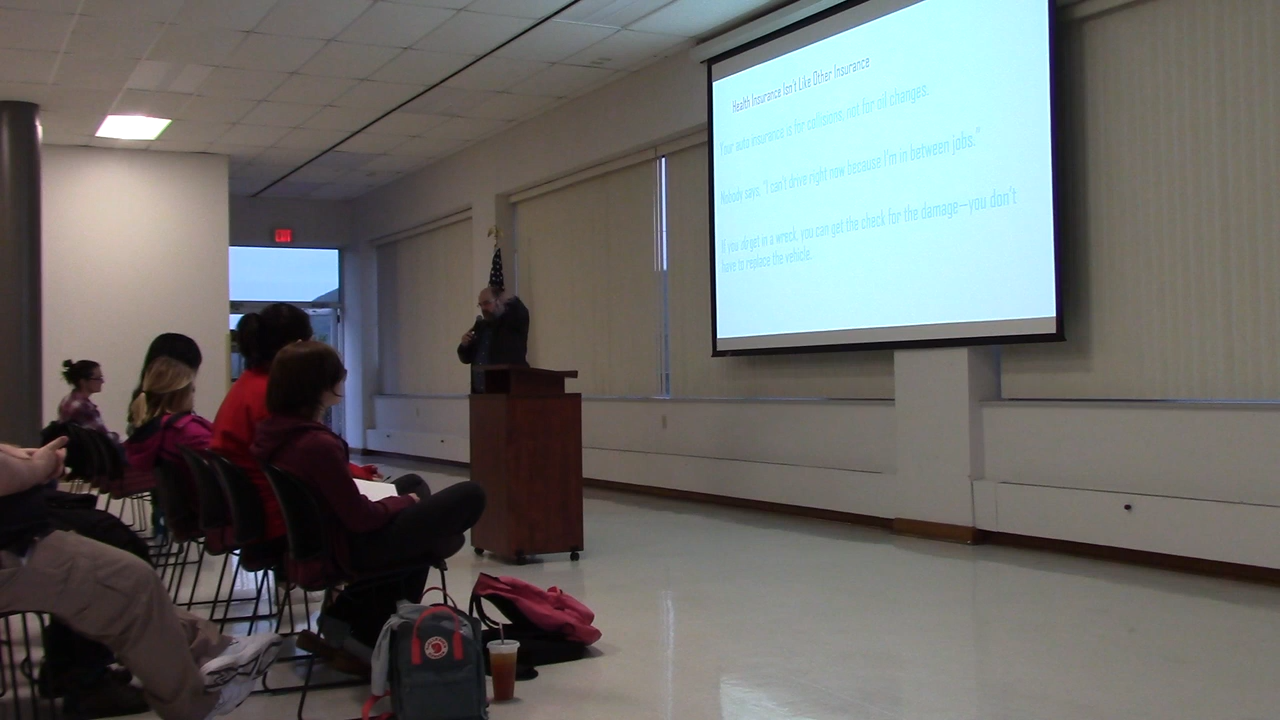 Health Insurance Isn't Like Other Insurance
Your auto insurance is for collisions, not for oil changes.
Nobody says, "I can't drive right now because I'm in between jobs."
If you do get in a wreck, you can get the check for the damage—you don't
have to replace the vehicle.